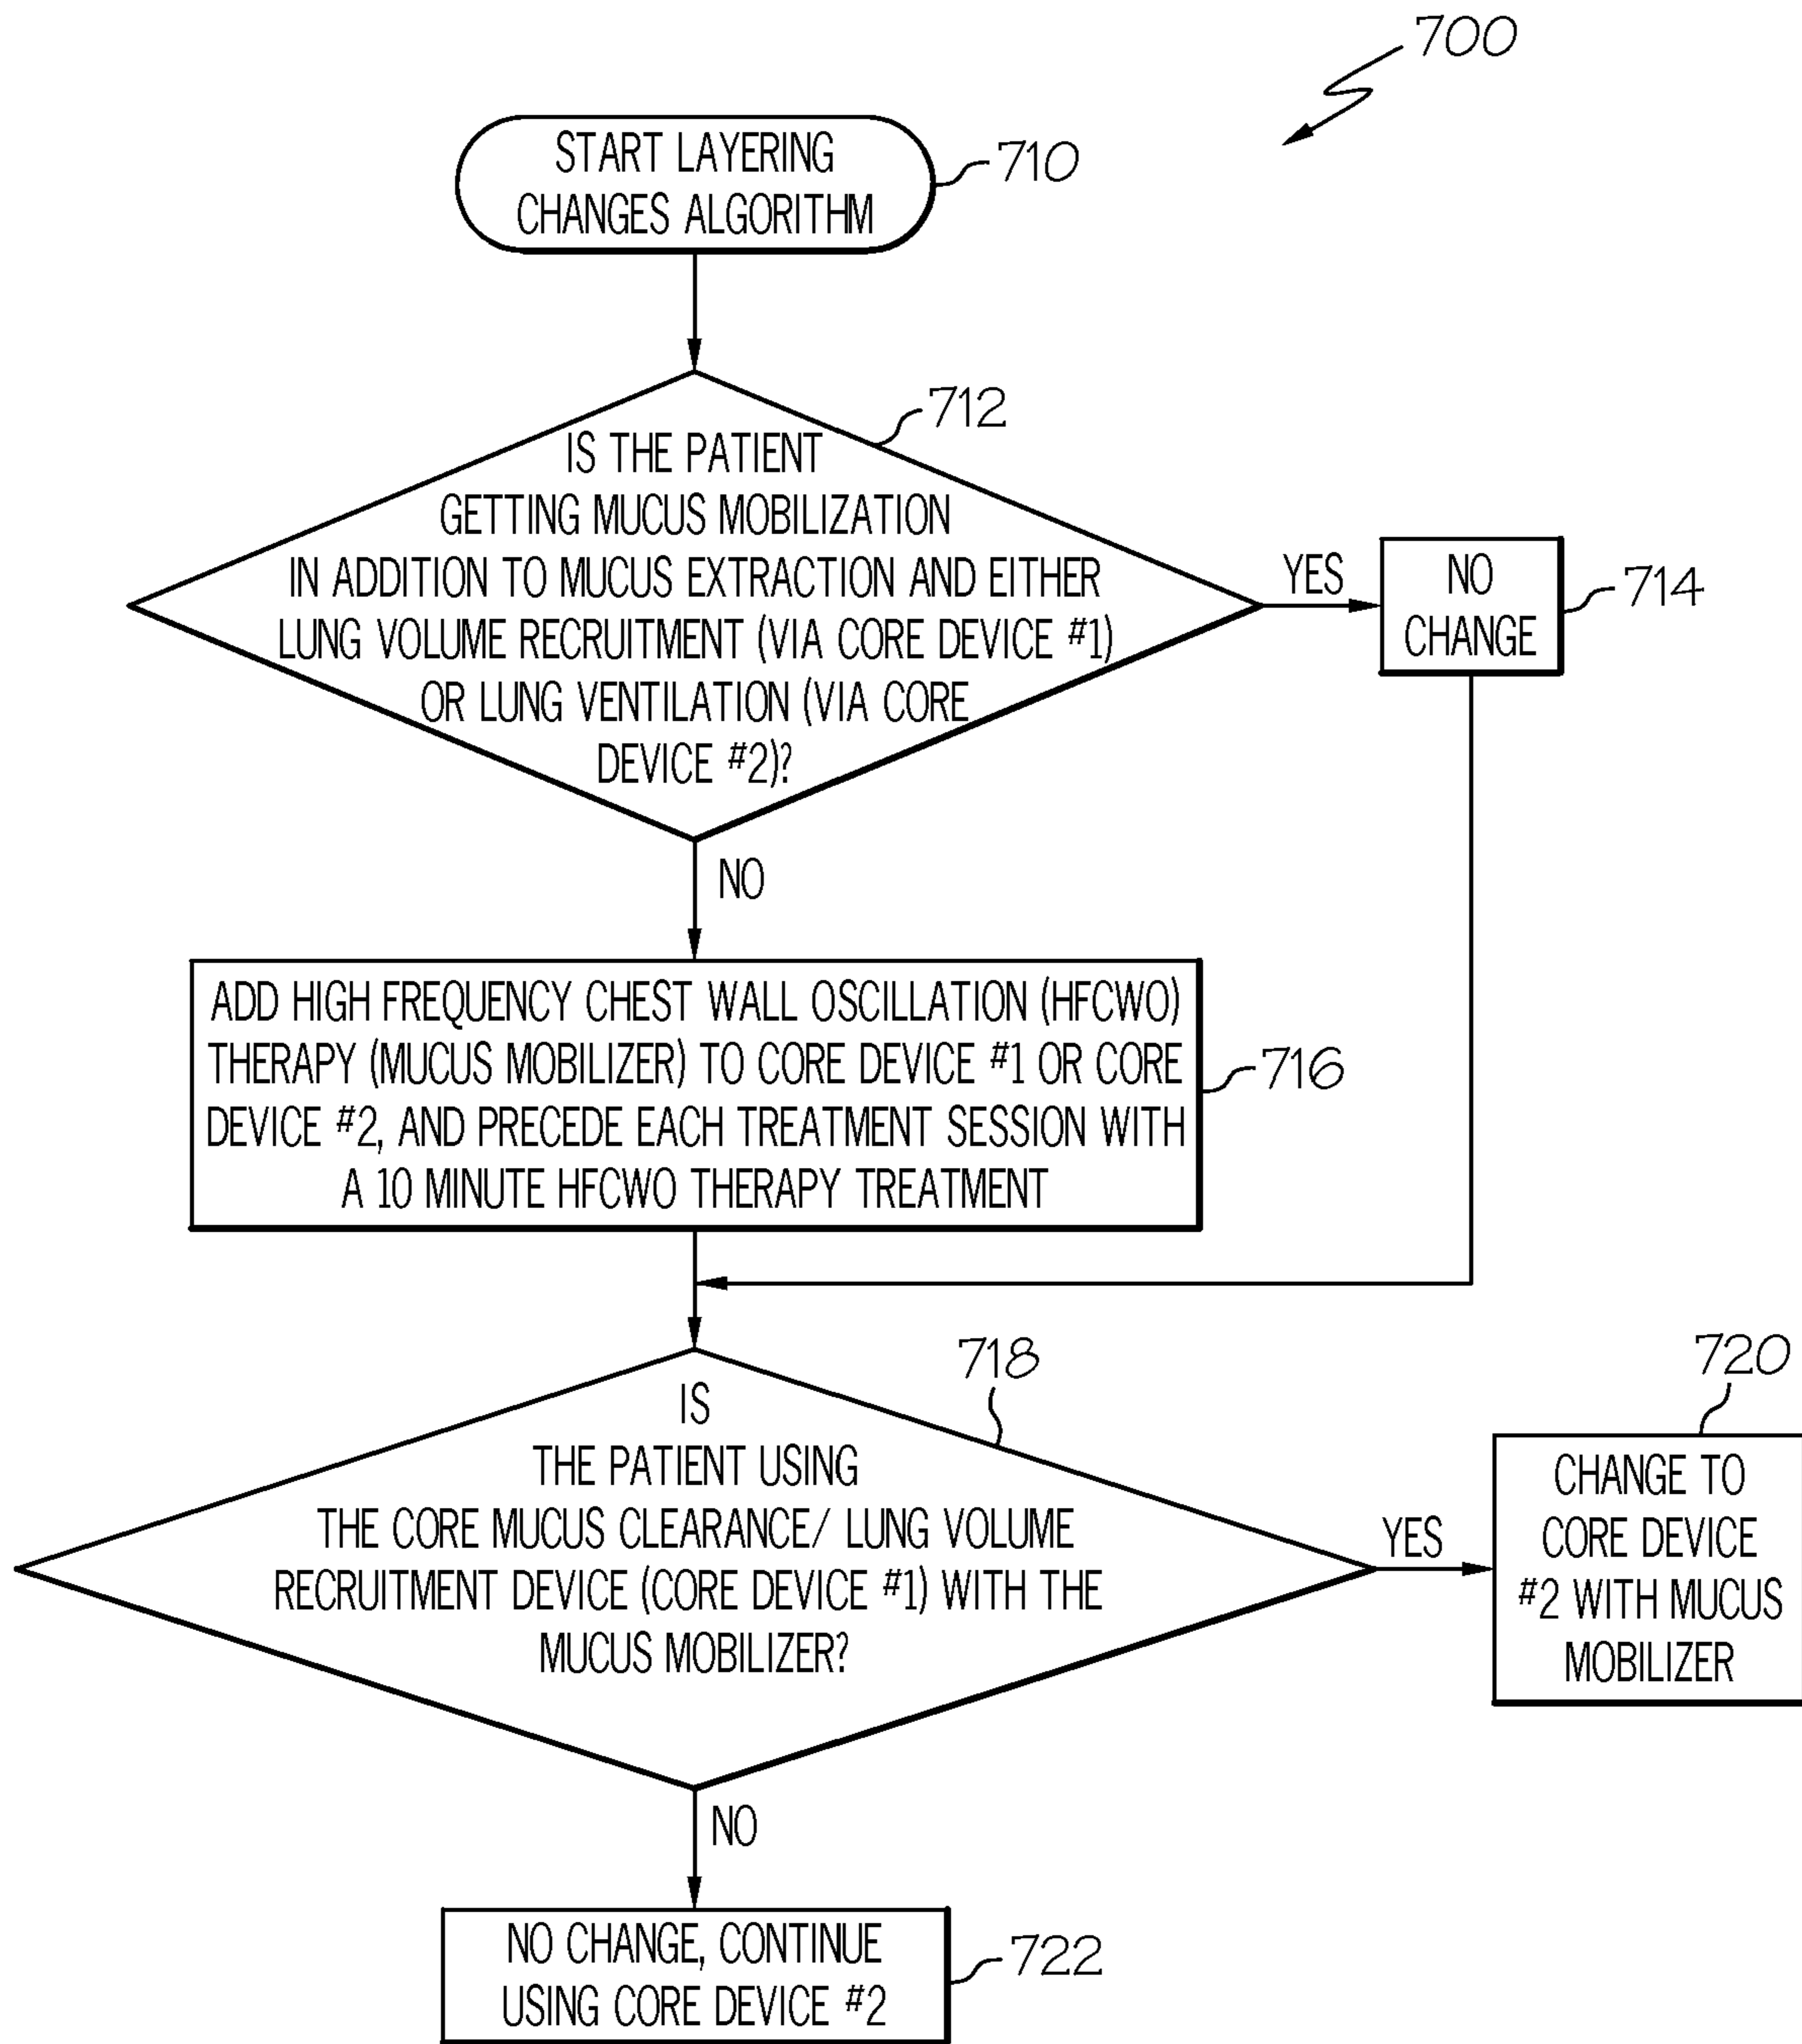 700
START LAYERING
CHANGES ALGORITHM
710
712
IS THE PATIENT
GETTING MUCUS MOBILIZATION
IN ADDITION TO MUCUS EXTRACTION AND EITHER
LUNG VOLUME RECRUITMENT (VIA CORE DEVICE #1)
OR LUNG VENTILATION (VIA CORE
DEVICE #2)?
YES
NO
CHANGE
714
NO
ADD HIGH FREQUENCY CHEST WALL OSCILLATION (HFCWO)
THERAPY (MUCUS MOBILIZER) TO CORE DEVICE #1 OR CORE
DEVICE #2, AND PRECEDE EACH TREATMENT SESSION WITH
A 10 MINUTE HFCWO THERAPY TREATMENT
716
718
IS
THE PATIENT USING
THE CORE MUCUS CLEARANCE/ LUNG VOLUME
RECRUITMENT DEVICE (CORE DEVICE #1) WITH THE
MUCUS MOBILIZER?
YES
720
CHANGE TO
CORE DEVICE
#2 WITH MUCUS
MOBILIZER
NO
NO CHANGE, CONTINUE
USING CORE DEVICE #2
722